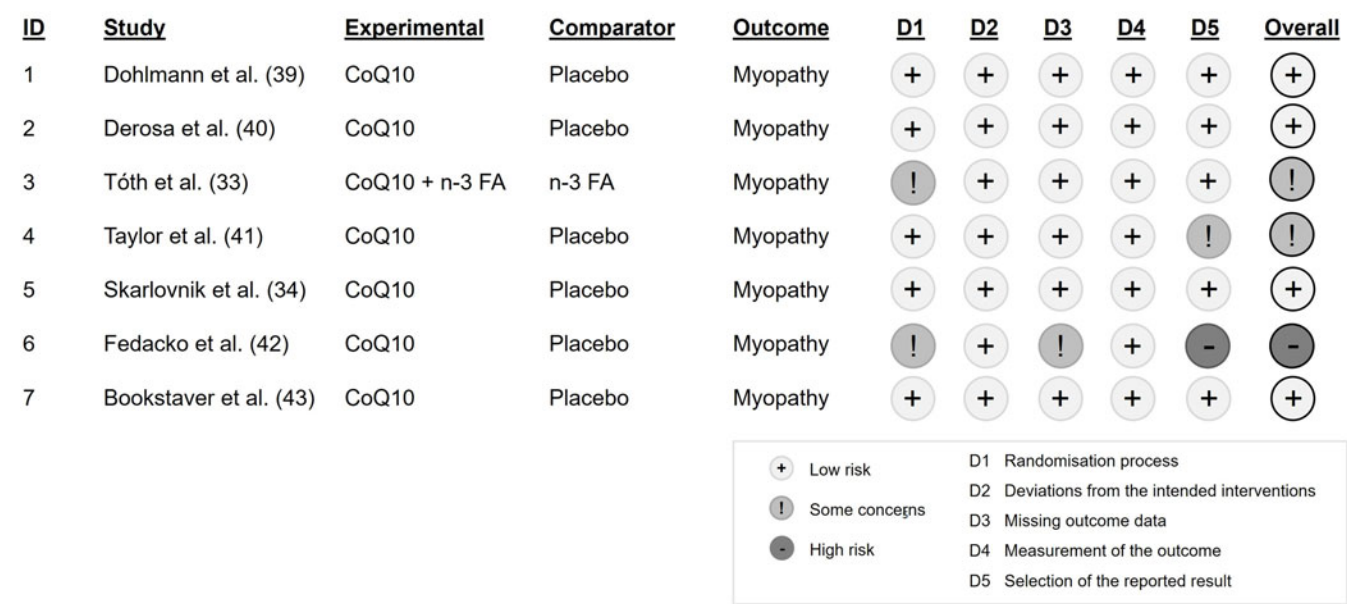 ID Study Experimental Comparator Outcome D1 D2 D3 D4 D5 Overall
1 Dohlmann et al. (39) CoQ10 Placebo Myopathy + + + + + +
2 Derosa et al. (40) CoQ10 Placebo Myopathy + + + + + +
3 Tóth et al. (33) CoQ10 + n-3 FA n-3 FA Myopathy ! + + + + !
4 Taylor et al. (41) CoQ10 Placebo Myopathy + + + + ! !
5 Skarlovnik et al. (34) CoQ10 Placebo Myopathy + + + + + +
6 Fedacko et al. (42) CoQ10 Placebo Myopathy ! + ! + - -
7 Bookstaver et al. (43) CoQ10 Placebo Myopathy + + + + + +
+ Low risk
! Some concerns
- High risk
D1 Randomisation process
D2 Deviations from the intended interventions
D3 Missing outcome data
D4 Measurement of the outcome
D5 Selection of the reported result